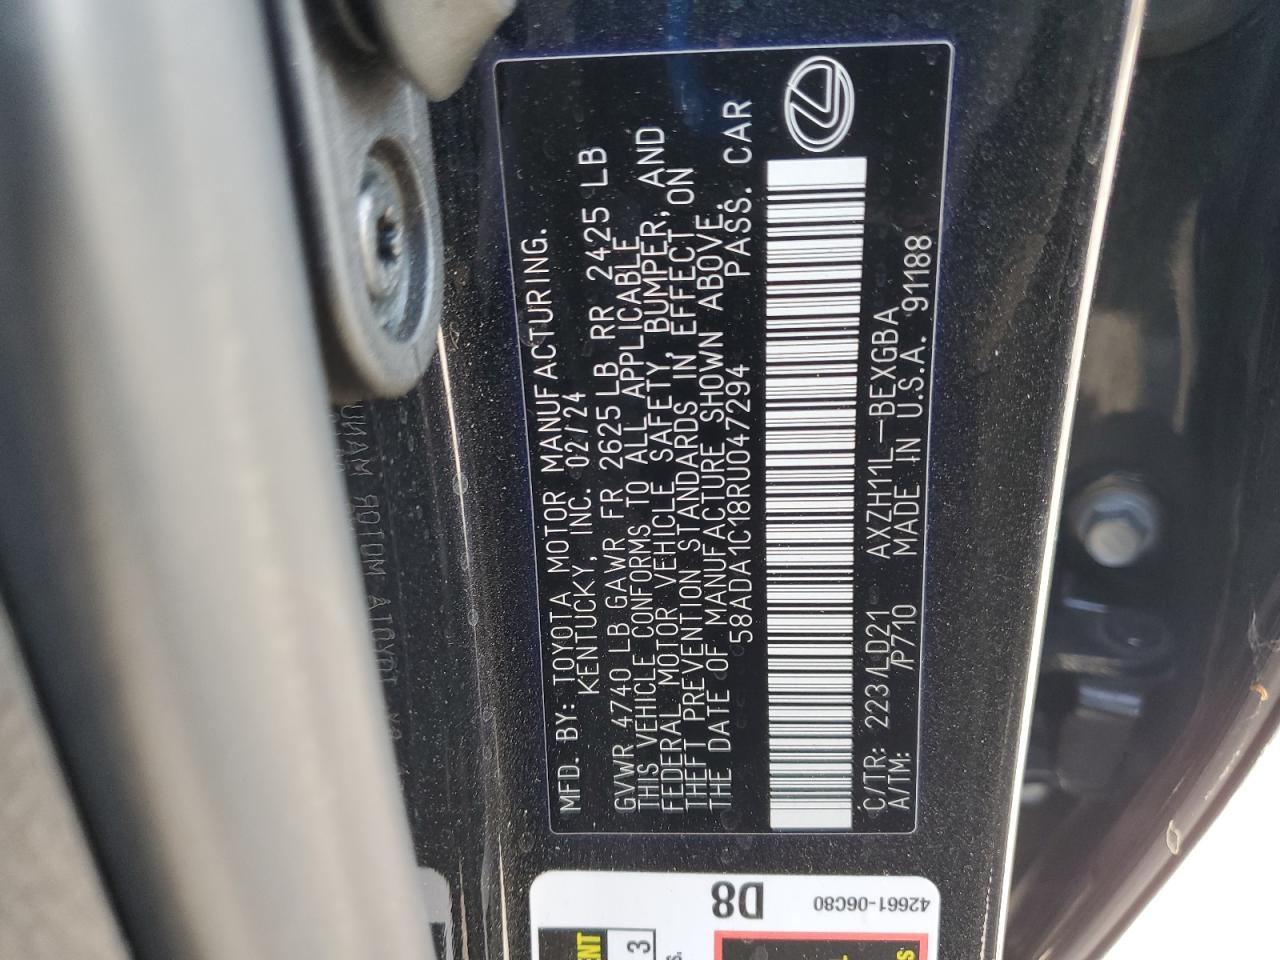 MFD. BY: TOYOTA MOTOR MANUFACTURING.
KENTUCKY, INC. 02/24
GVWR 4740 LB GAWR FR 2625LB RR 2425 LB
THIS VEHICLE CONFORMS TO ALL APPLICABLE
FEDERAL MOTOR VEHICLE SAFETY, BUMPER, AND
THEFT PREVENTION STANDARDS IN EFFECT ON
THE DATE OF MANUFACTURE SHOWN ABOVE.
58ADA1C18RU047294 PASS. CAR
C/TR: 223/LD21 AXZH11L-BEXGBA
A/TM: /P710 MADE IN U.S.A. 91188
D8
42661-06C80
3